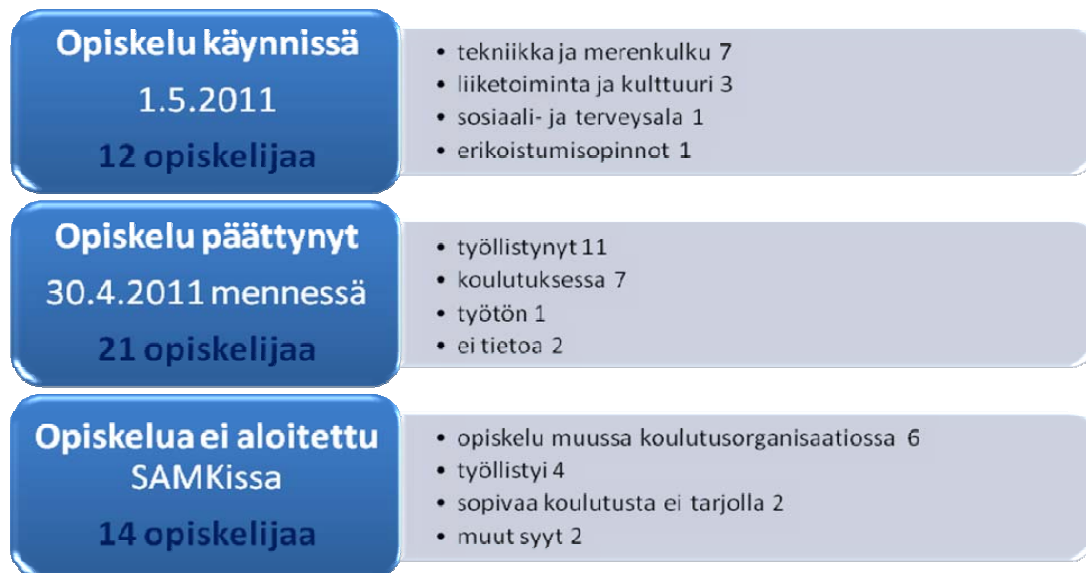 Opiskelu käynnissä
1.5.2011
12 opiskelijaa
• tekniikka ja merenkulku 7
• liiketoiminta ja kulttuuri 3
• sosiaali- ja terveysala 1
• erikoistumisopinnot 1
Opiskelu päättynyt
30.4.2011 mennessä
21 opiskelijaa
• työllistynyt 11
• koulutuksessa 7
• työtön 1
• ei tietoa 2
Opiskelua ei aloitettu
SAMKissa
14 opiskelijaa
• opiskelu muussa koulutusorganisaatiossa 6
• työllistyi 4
• sopivaa koulutusta ei tarjolla 2
• muut syyt 2